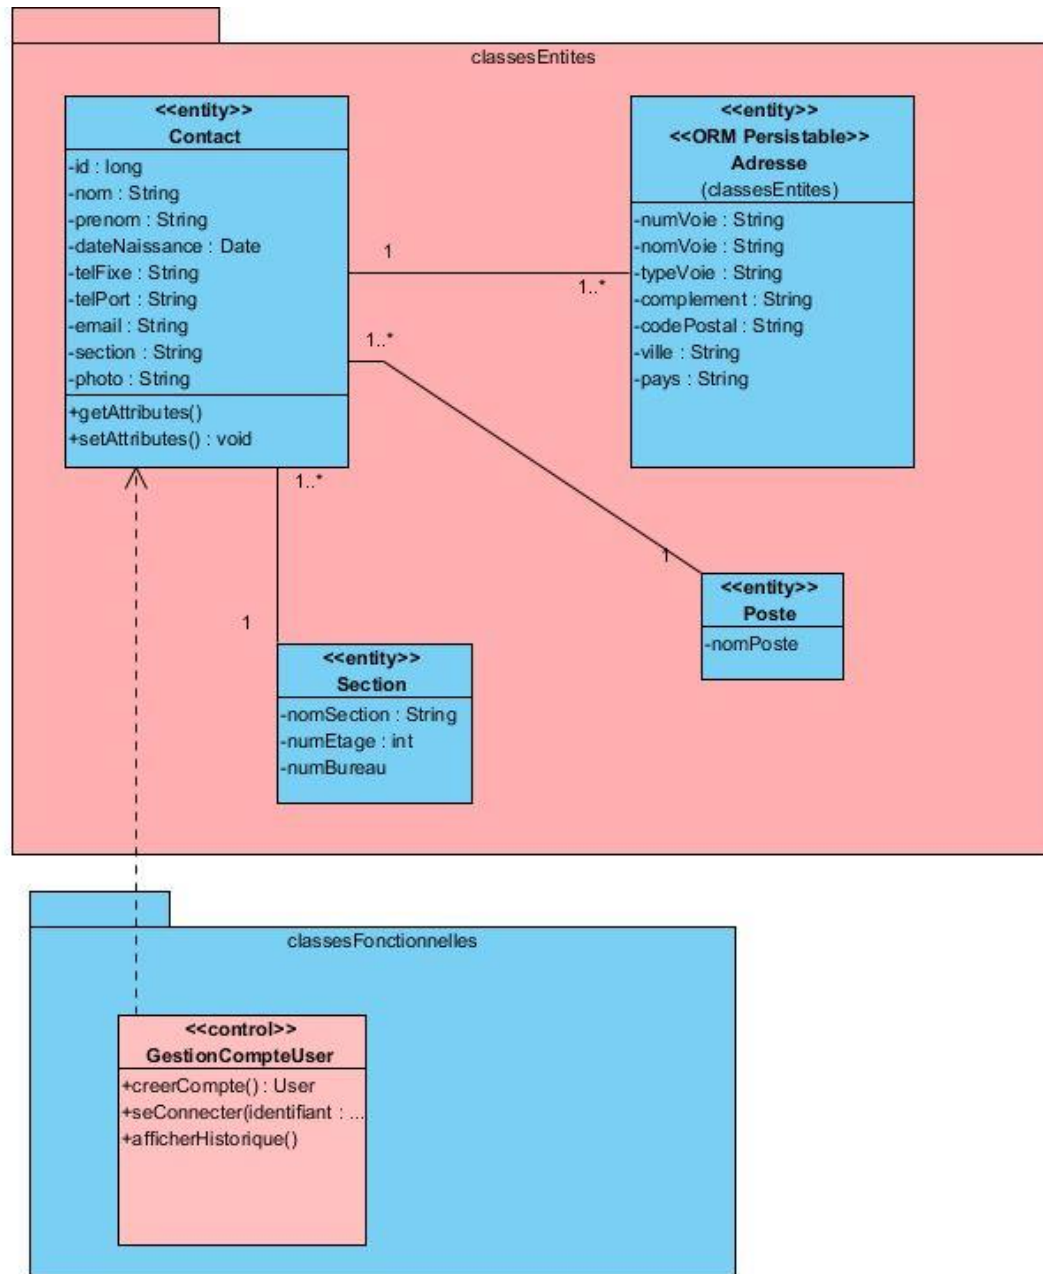 classesEntites
<<entity>>
Contact
-id : long
-nom : String
-prenom : String
-dateNaissance : Date
-telFixe : String
-telPort : String
-email : String
-section : String
-photo : String
+getAttributes()
+setAttributes() : void
<<entity>>
<<ORM Persistable>>
Adresse
(classesEntites)
-numVoie : String
-nomVoie : String
-typeVoie : String
-complement : String
-codePostal : String
-ville : String
-pays : String
1
1..*
1..*
1
1..*
1
<<entity>>
Poste
-nomPoste
<<entity>>
Section
-nomSection : String
-numEtage : int
-numBureau
classesFonctionnelles
<<control>>
GestionCompteUser
+creerCompte() : User
+seConnecter(identifiant : ...
+afficherHistorique()